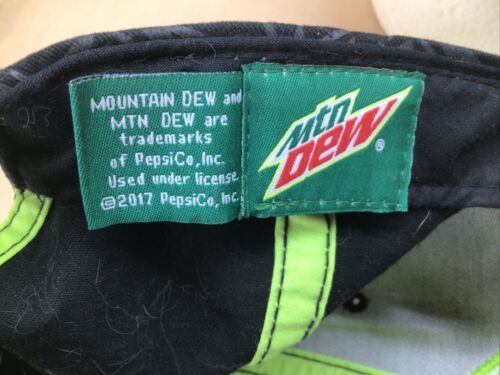 MOUNTAIN DEW and
MTN DEW are
trademarks
of PepsiCo, Inc.
Used under license
©2017 PepsiCo, Inc.
Mtn
DEW®